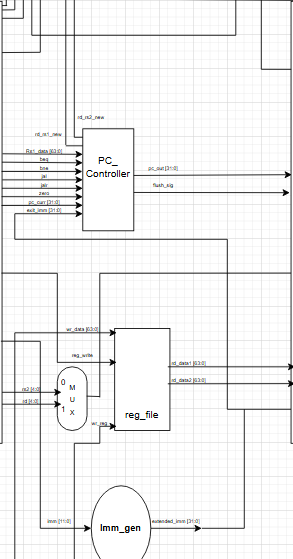 rd_rs2_new
rd_rs1_new
Rs1_data [63:0]
beq
bne
jal
jalr
zero
pc_curr [31:0]
exit_imm [31:0]
PC_
Controller
pc_out [31:0]
flush_sig
wr_data [63:0]
reg_write
rd_data1 [63:0]
rd_data2 [63:0]
0
M
U
X
1
rs2 [4:0]
rd [4:0]
wr_reg
reg_file
imm [11:0]
Imm_gen
extended_imm [31:0]